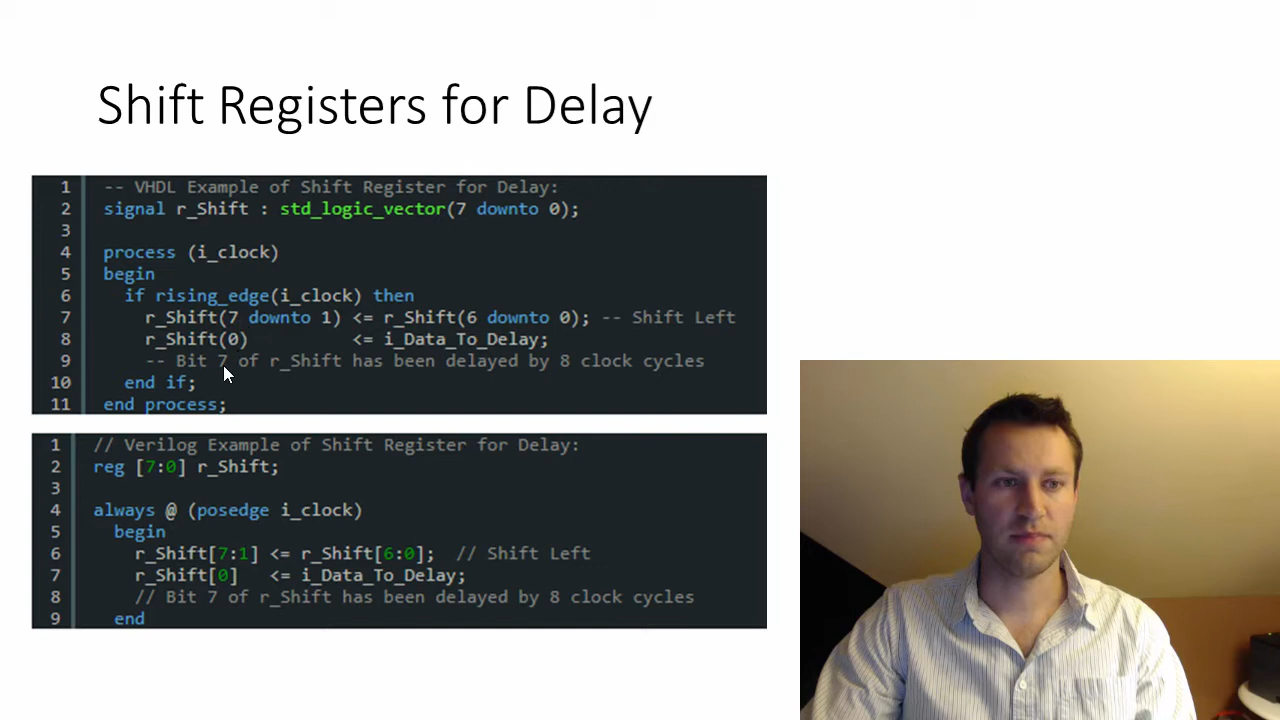 Shift Registers for Delay
1 -- VHDL Example of Shift Register for Delay:
2 signal r_Shift : std_logic_vector(7 downto 0);
3
4 process (i_clock)
5 begin
6 if rising_edge(i_clock) then
7 r_Shift(7 downto 1) <= r_Shift(6 downto 0); -- Shift Left
8 r_Shift(0) <= i_Data_To_Delay;
9 -- Bit 7 of r_Shift has been delayed by 8 clock cycles
10 end if;
11 end process;
1 // Verilog Example of Shift Register for Delay:
2 reg [7:0] r_Shift;
3
4 always @ (posedge i_clock)
5 begin
6 r_Shift[7:1] <= r_Shift[6:0]; // Shift Left
7 r_Shift[0] <= i_Data_To_Delay;
8 // Bit 7 of r_Shift has been delayed by 8 clock cycles
9 end